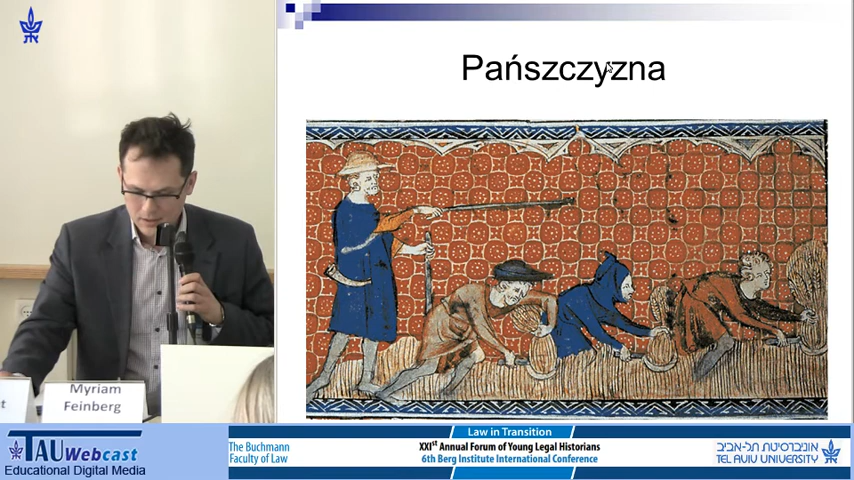 Pańszczyzna
t
Myriam
Feinberg
TAUWebcast
Educational Digital Media
The Buchmann
Faculty of Law
Law in Transition
XXIst Annual Forum of Young Legal Historians
6th Berg Institute International Conference
אוניברסיטת תל-אביב
TEL AVIV UNIVERSITY